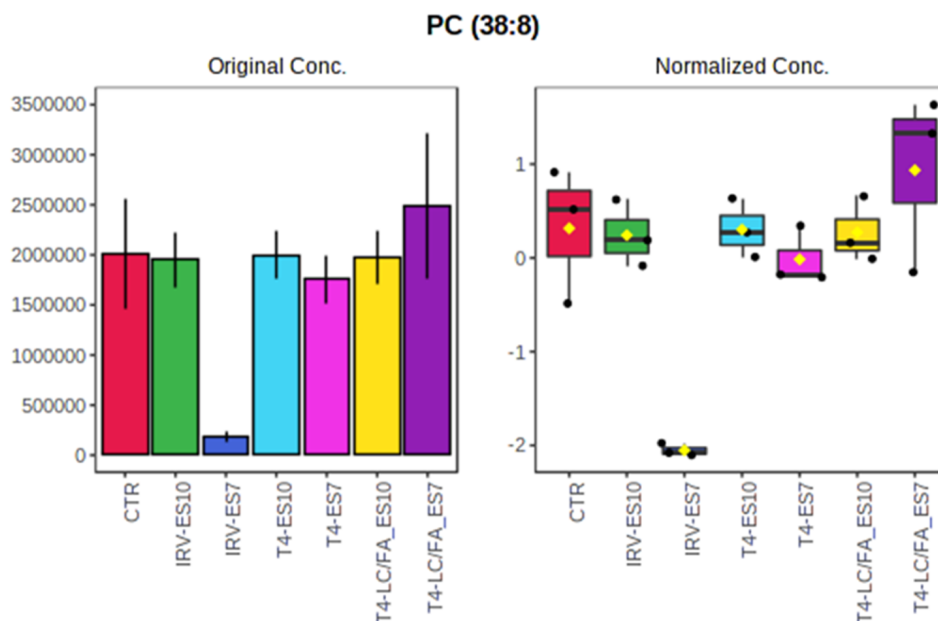 PC (38:8)
Original Conc.
3500000
3000000
2500000
2000000
1500000
1000000
500000
0
CTR
IRV-ES10
IRV-ES7
T4-ES10
T4-ES7
T4-LC/FA_ES10
T4-LC/FA_ES7
Normalized Conc.
1
0
-1
-2
CTR
IRV-ES10
IRV-ES7
T4-ES10
T4-ES7
T4-LC/FA_ES10
T4-LC/FA_ES7